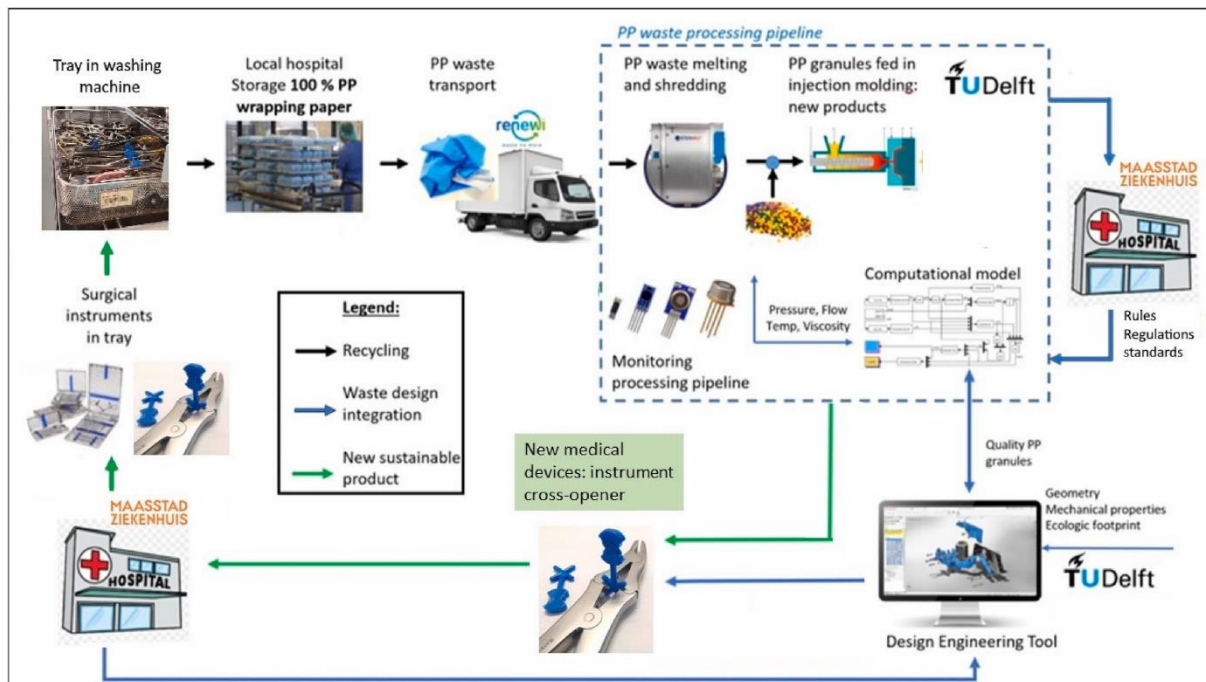 PP waste processing pipeline
Tray in washing
machine
Local hospital
Storage 100 % PP
wrapping paper
PP waste
transport
renewi
PP waste melting
and shredding
PP granules fed in
injection molding:
new products
TUDelft
MAASSTAD
ZIEKENHUIS
HOSPITAL
Rules
Regulations
standards
Surgical
instruments
in tray
Legend:
Recycling
Waste design
integration
New sustainable
product
Monitoring
processing pipeline
Pressure, Flow
Temp, Viscosity
Computational model
New medical
devices: instrument
cross-opener
Quality PP
granules
Geometry
Mechanical properties
Ecologic footprint
TUDelft
Design Engineering Tool
MAASSTAD
ZIEKENHUIS
HOSPITAL